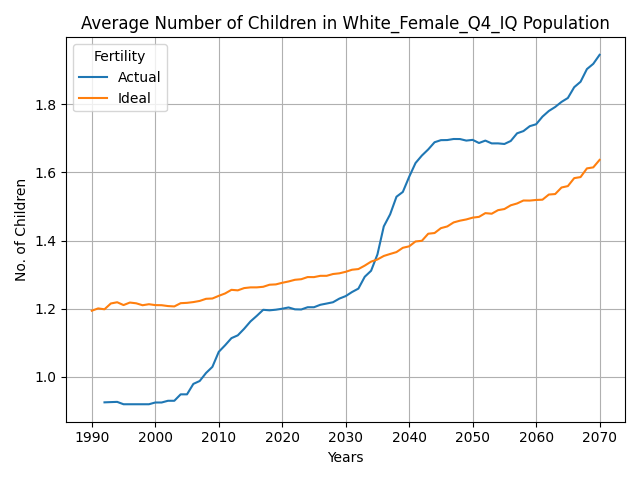 Average Number of Children in White_Female_Q4_IQ Population
Fertility
Actual
Ideal
No. of Children
1.8
1.6
1.4
1.2
1.0
1990 2000 2010 2020 2030 2040 2050 2060 2070
Years